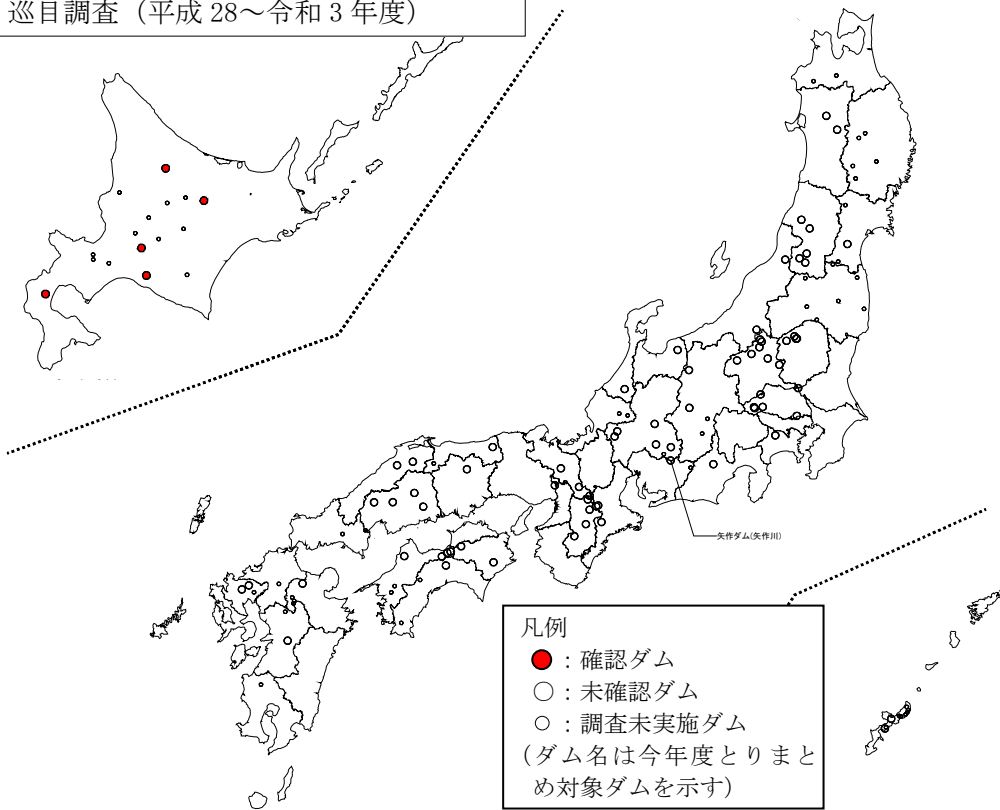 巡目調査（平成 28～令和 3 年度）
矢作ダム(矢作川)
凡例
：確認ダム
：未確認ダム
：調査未実施ダム
（ダム名は今年度とりまと
め対象ダムを示す）